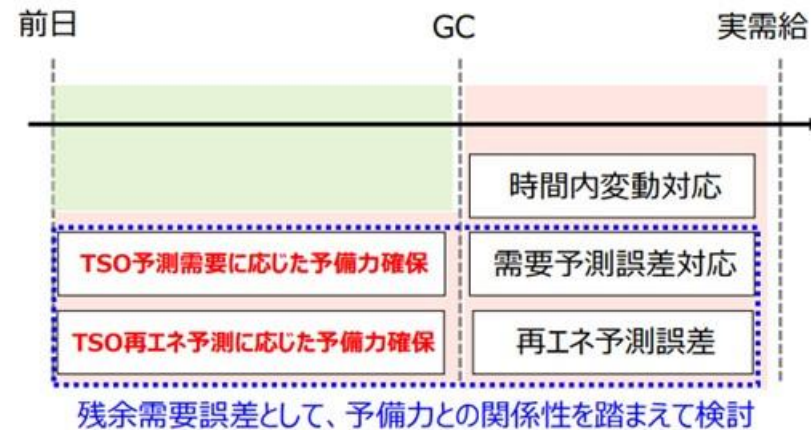 前日
GC
実需給
時間内変動対応
TSO予測需要に応じた予備力確保
需要予測誤差対応
TSO再エネ予測に応じた予備力確保
再エネ予測誤差
残余需要誤差として、予備力との関係性を踏まえて検討